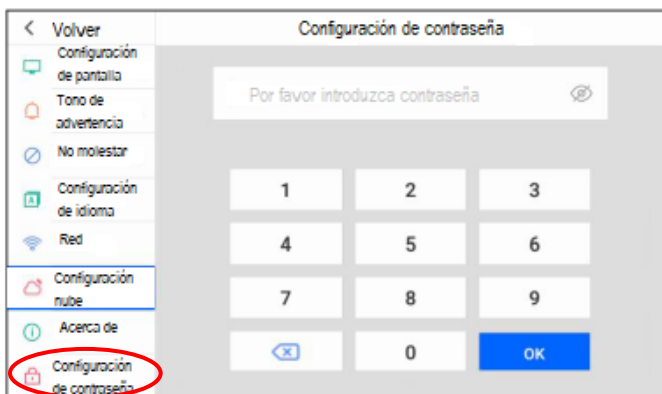 Volver
Configuración de contraseña
Configuración
de pantalla
Tono de
advertencia
No molestar
Configuración
de idioma
Red
Configuración
nube
Acerca de
Configuración
de contraseña
Por favor introduzca contraseña
1 2 3
4 5 6
7 8 9
0 OK